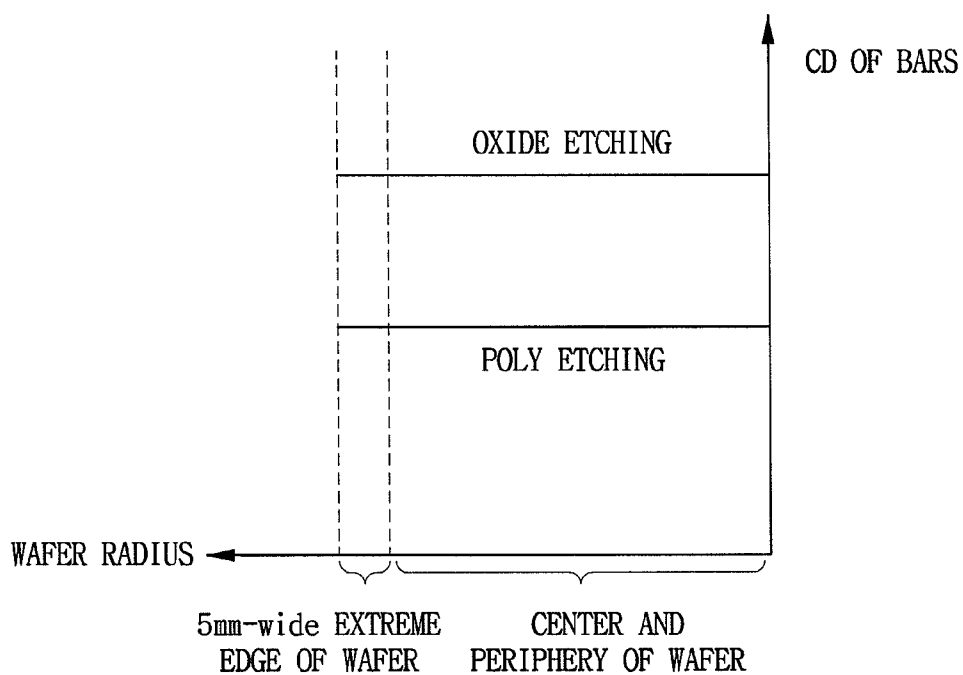 CD OF BARS
OXIDE ETCHING
POLY ETCHING
WAFER RADIUS
5mm-wide EXTREME
EDGE OF WAFER
CENTER AND
PERIPHERY OF WAFER